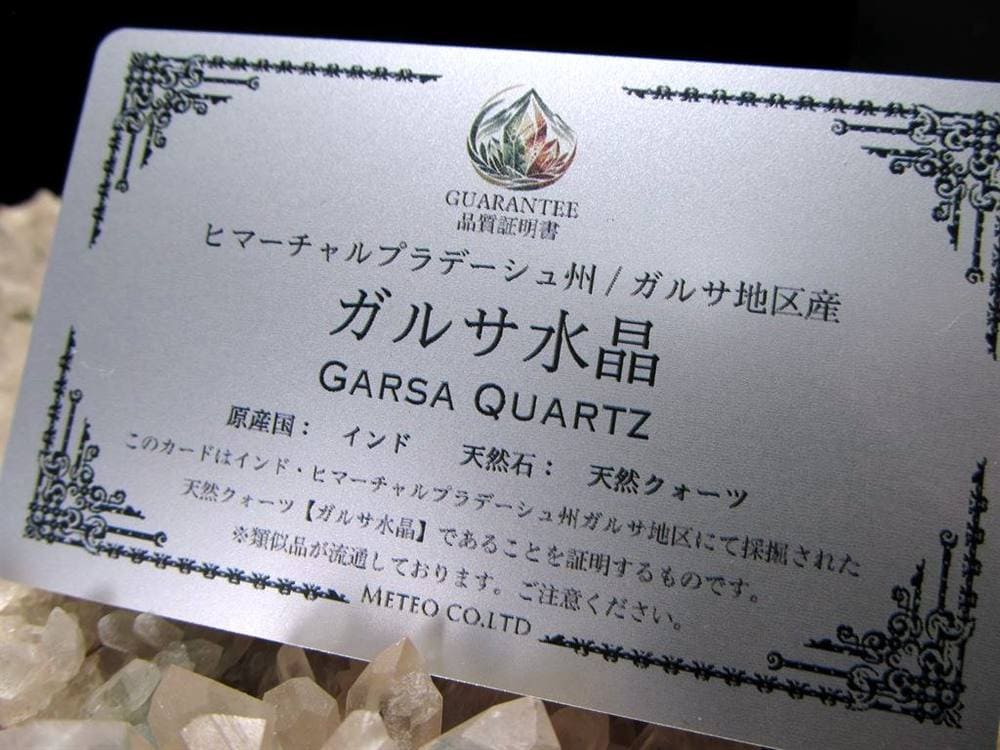 GUARANTEE
品質証明書
ヒマーチャルプラデーシュ州 / ガルサ地区産
ガルサ水晶
GARSA QUARTZ
原産国： インド 天然石： 天然クォーツ
このカードはインド・ヒマーチャルプラデーシュ州ガルサ地区にて採掘された
天然クォーツ【ガルサ水晶】であることを証明するものです。
※類似品が流通しております。ご注意ください。
METEO CO.LTD